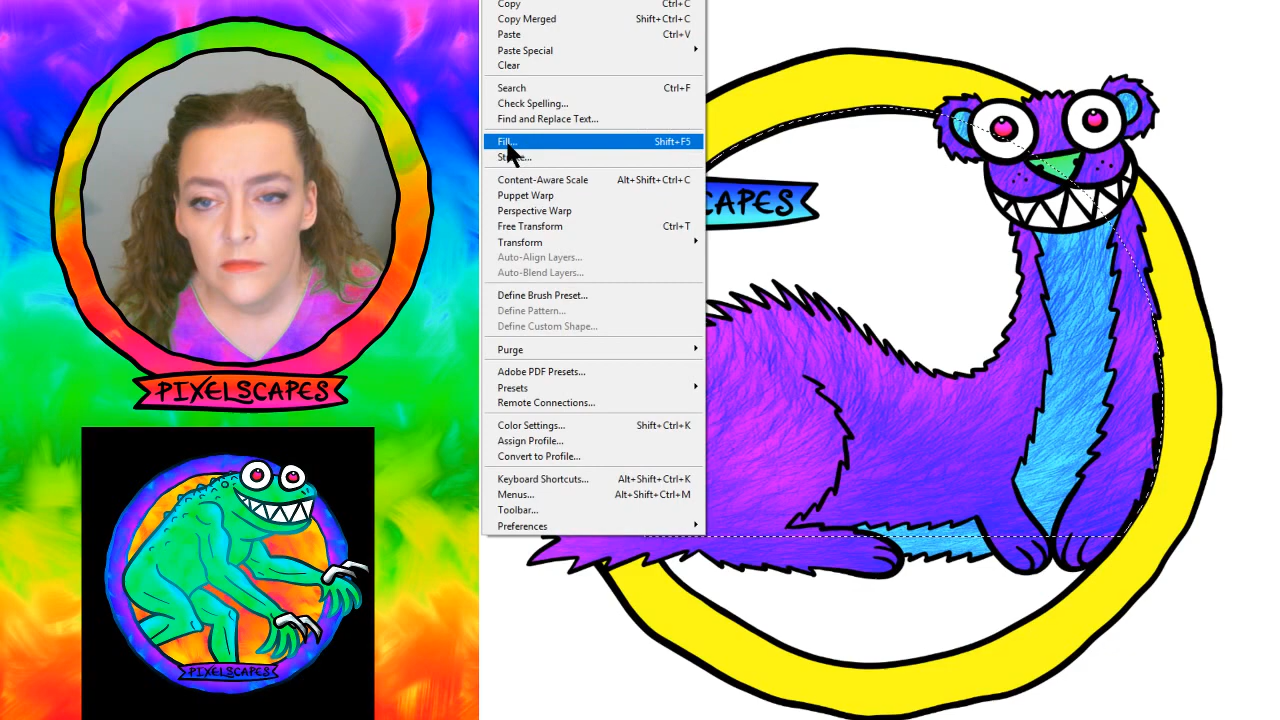 PIXELSCAPES
PIXELSCAPES
Copy Ctrl+C
Copy Merged Shift+Ctrl+C
Paste Ctrl+V
Paste Special
Clear
Search Ctrl+F
Check Spelling...
Find and Replace Text...
Fill... Shift+F5
Content-Aware Scale Alt+Shift+Ctrl+C
Puppet Warp
Perspective Warp
Free Transform Ctrl+T
Transform
Auto-Align Layers...
Auto-Blend Layers...
Define Brush Preset...
Define Pattern...
Define Custom Shape...
Purge
Adobe PDF Presets...
Presets
Remote Connections...
Color Settings... Shift+Ctrl+K
Assign Profile...
Convert to Profile...
Keyboard Shortcuts... Alt+Shift+Ctrl+K
Menus... Alt+Shift+Ctrl+M
Toolbar...
Preferences
CAPES